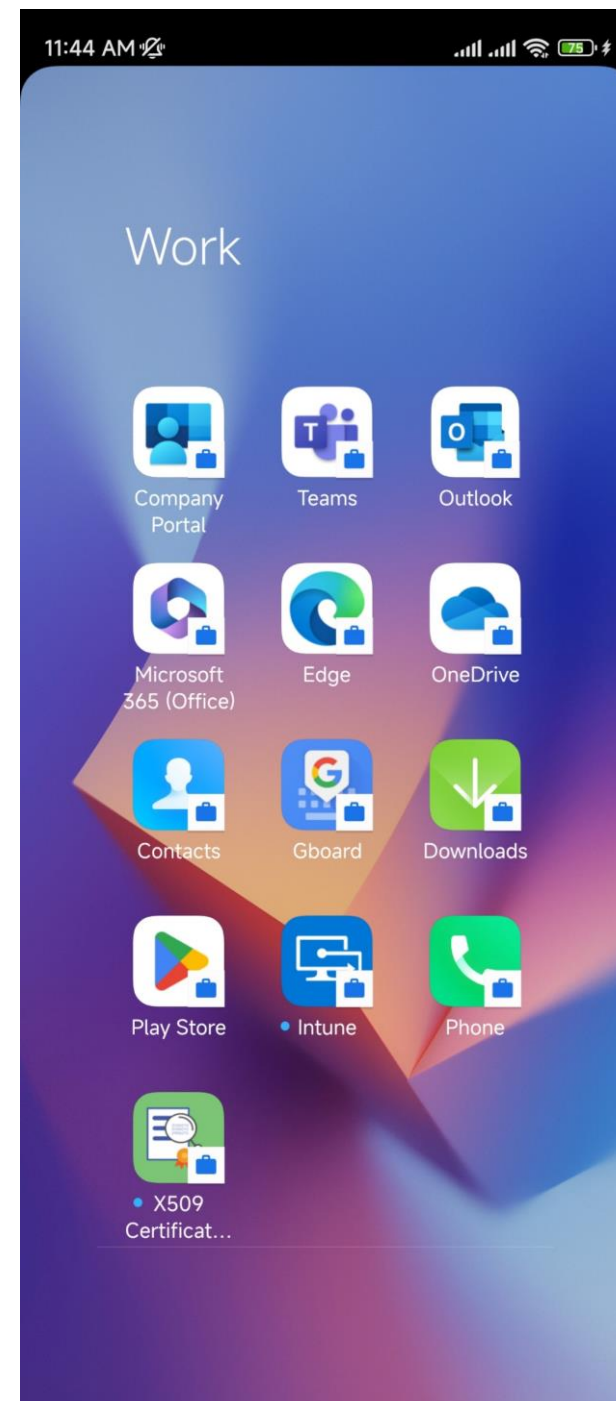 11:44 AM
75
Work
Company
Portal
Teams
Outlook
T
O
Microsoft
365 (Office)
Edge
OneDrive
G
Contacts
Gboard
Downloads
Play Store
Intune
Phone
X509
Certificat...